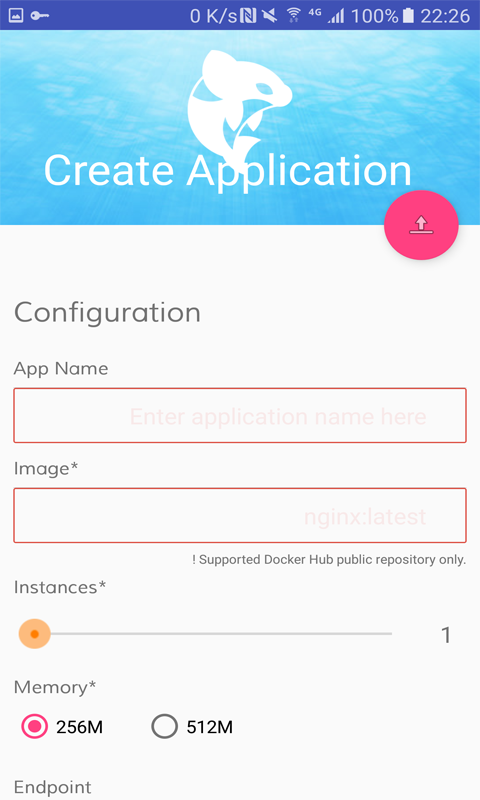 0 K/s 4G 100% 22:26
Create Application
Configuration
App Name
Enter application name here
Image*
nginx:latest
! Supported Docker Hub public repository only.
Instances*
1
Memory*
256M 512M
Endpoint